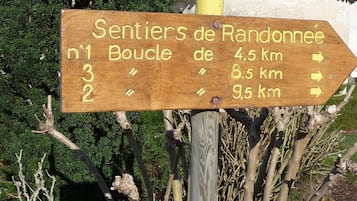 Sentiers de Randonnée
n°1 Boucle de 4,5 km →
3 " " 8,5 km →
2 " " 9,5 km →